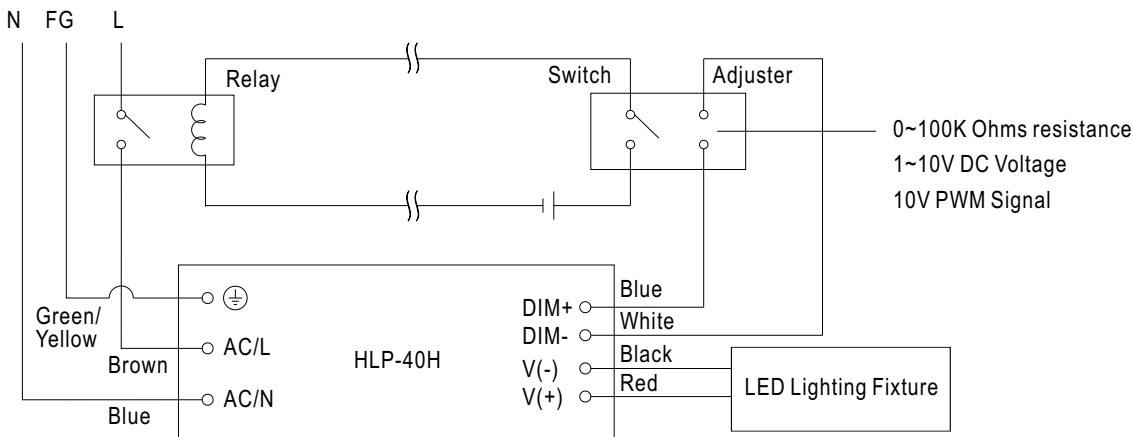 N FG L
Relay
Switch
Adjuster
0~100K Ohms resistance
1~10V DC Voltage
10V PWM Signal
Green/
Yellow
Brown
Blue
AC/L
AC/N
HLP-40H
DIM+
DIM-
V(-)
V(+)
Blue
White
Black
Red
LED Lighting Fixture